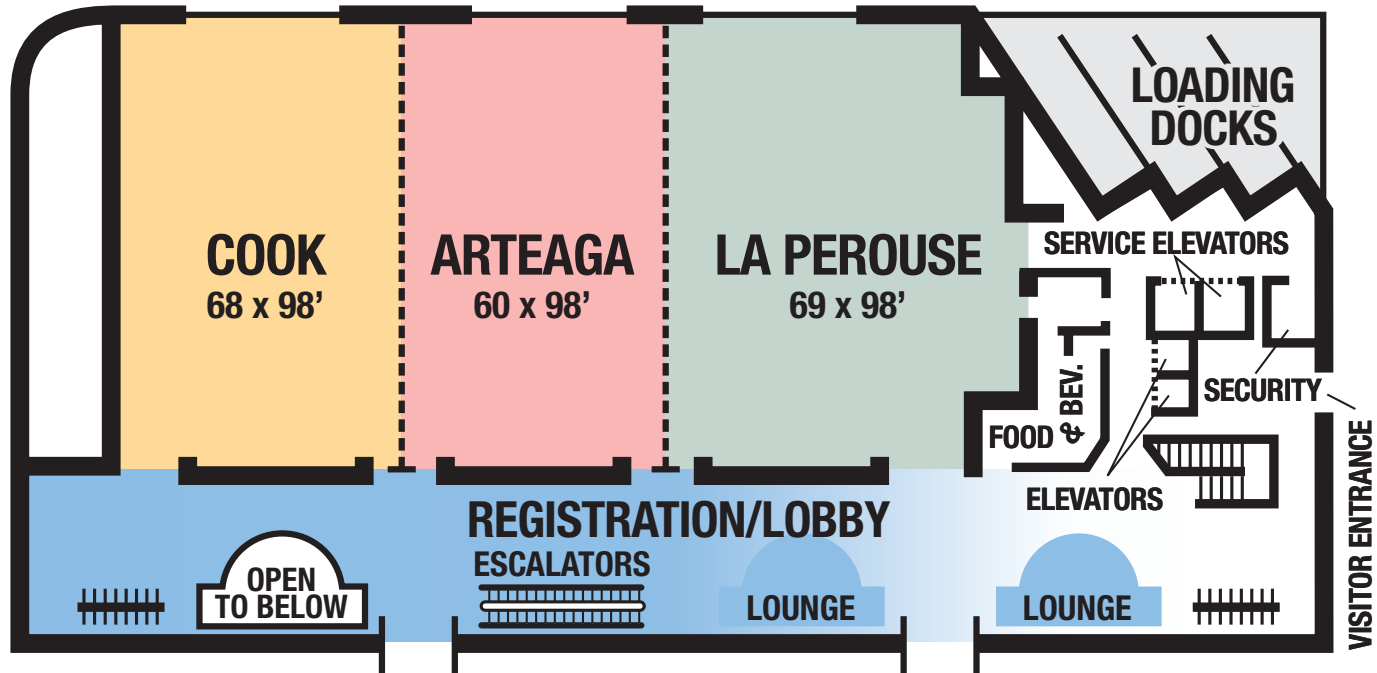 LOADING
DOCKS
COOK
68 x 98’
ARTEAGA
60 x 98’
LA PEROUSE
69 x 98’
SERVICE ELEVATORS
SECURITY
FOOD & BEV.
ELEVATORS
VISITOR ENTRANCE
REGISTRATION/LOBBY
ESCALATORS
OPEN
TO BELOW
LOUNGE
LOUNGE